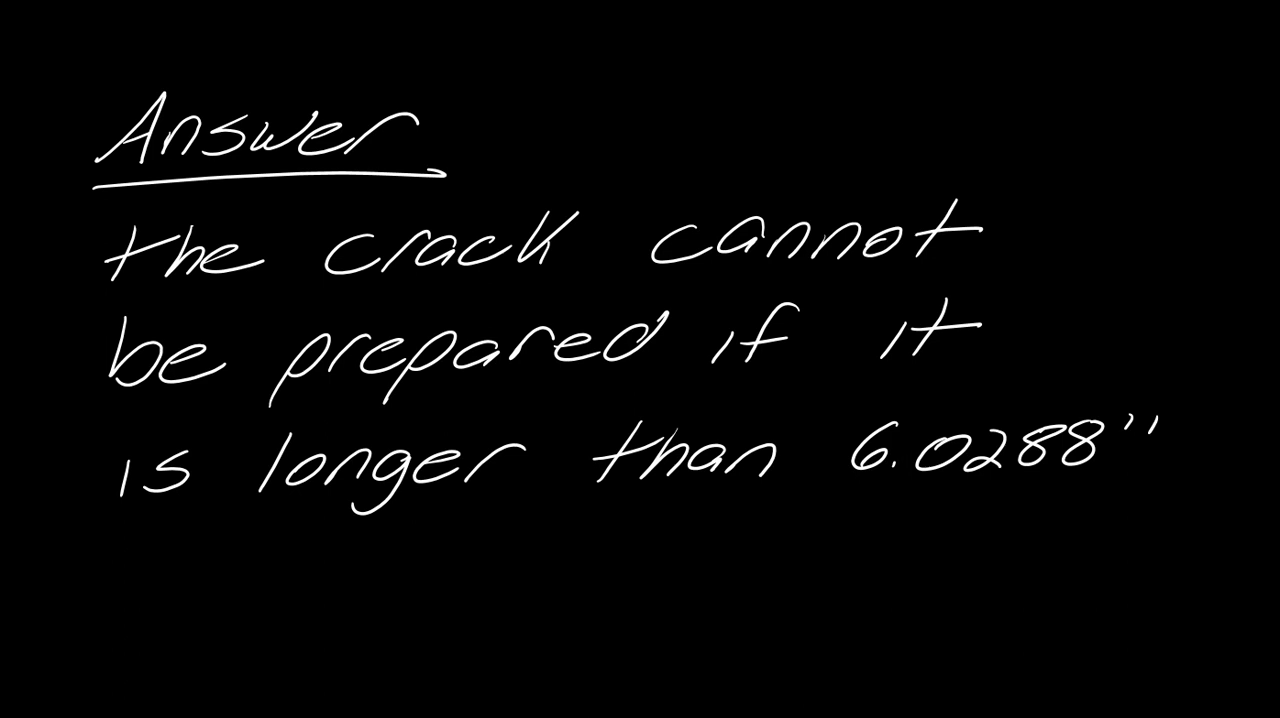 Answer
the crack cannot
be prepared if it
is longer than 6.0288"